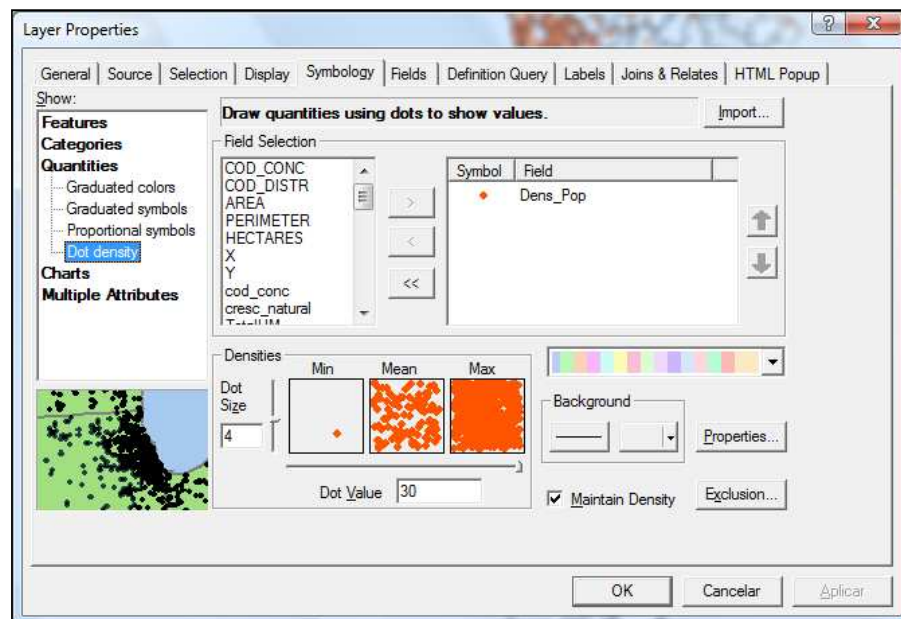 Layer Properties
General Source Selection Display Symbology Fields Definition Query Labels Joins & Relates HTML Popup
Show:
Features
Categories
Quantities
Graduated colors
Graduated symbols
Proportional symbols
Dot density
Charts
Multiple Attributes
Draw quantities using dots to show values.
Import...
Field Selection
COD_CONC
COD_DISTR
AREA
PERIMETER
HECTARES
X
Y
cod_conc
cresc_natural
>
<
<<
Symbol Field
Dens_Pop
Densities
Min Mean Max
Dot
Size
4
Dot Value 30
Background
Properties...
Maintain Density
Exclusion...
OK Cancelar Aplicar